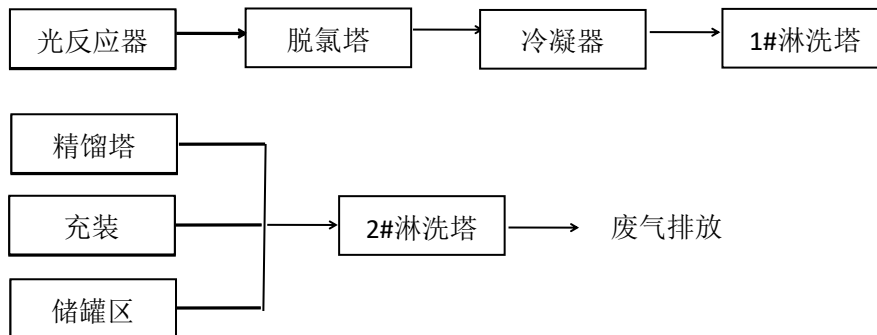 光反应器
脱氯塔
冷凝器
1#淋洗塔
精馏塔
充装
2#淋洗塔
废气排放
储罐区